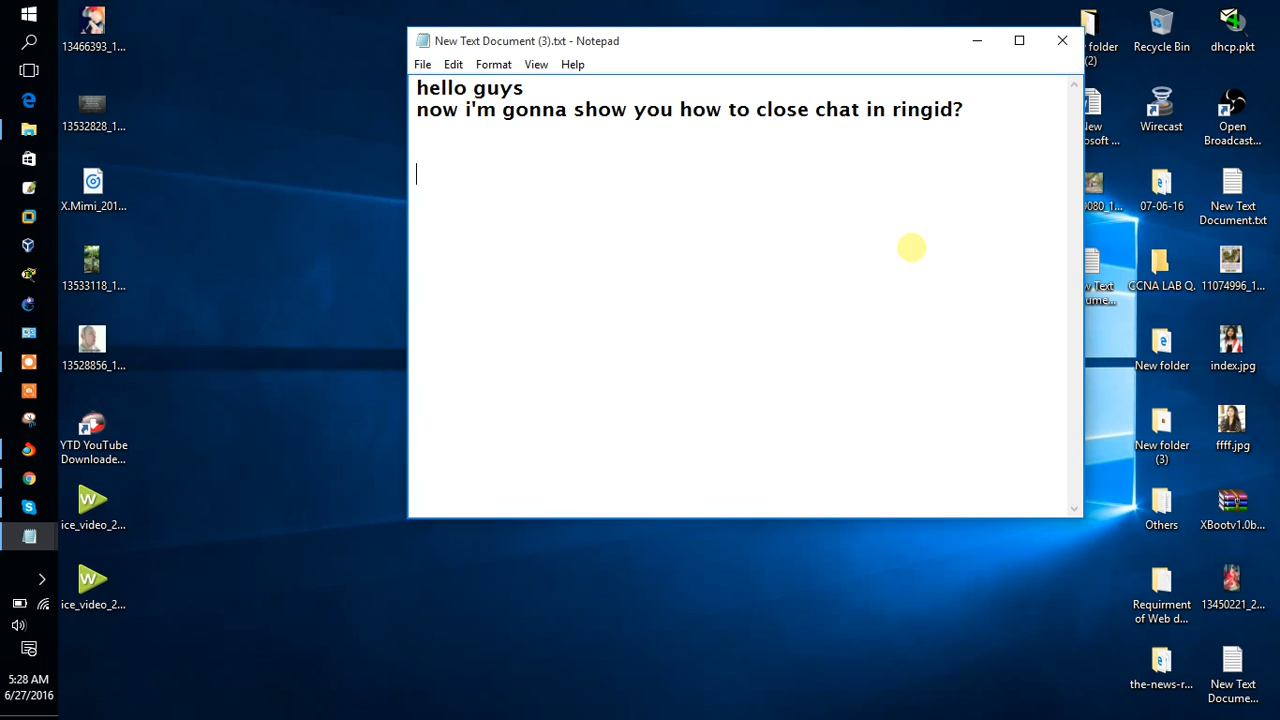 New Text Document (3).txt - Notepad
File Edit Format View Help
hello guys
now i'm gonna show you how to close chat in ringid?
13466393_1...
13532828_1...
X.Mimi_201...
13533118_1...
13528856_1...
YTD YouTube
Downloade...
ice_video_2...
ice_video_2...
5:28 AM
6/27/2016
folder
(2)
Recycle Bin
dhcp.pkt
New
Wirecast
Open
Broadcast...
07-06-16
New Text
Document.txt
CCNA LAB Q.
11074996_1...
New folder
index.jpg
New folder
(3)
ffff.jpg
Others
XBootv1.0b...
Requirment
of Web d...
13450221_2...
the-news-r...
New Text
Docume...